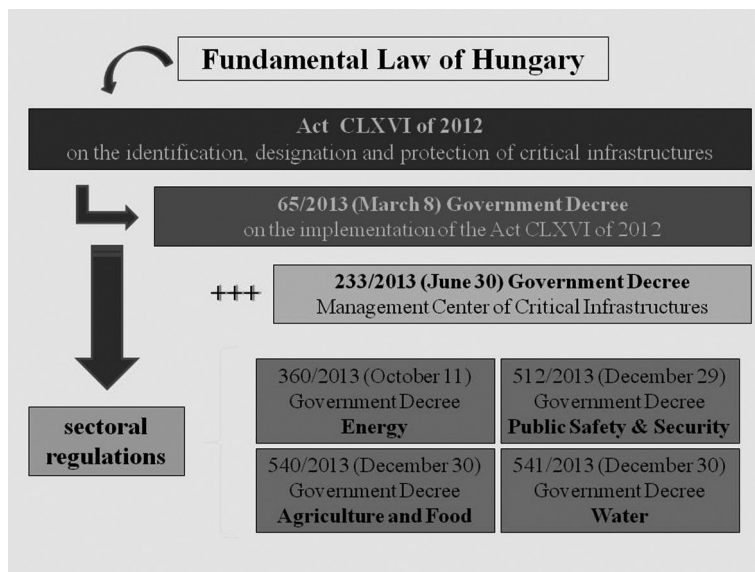 Fundamental Law of Hungary
Act CLXVI of 2012
on the identification, designation and protection of critical infrastructures
65/2013 (March 8) Government Decree
on the implementation of the Act CLXVI of 2012
+++
233/2013 (June 30) Government Decree
Management Center of Critical Infrastructures
sectoral
regulations
360/2013 (October 11)
Government Decree
Energy
512/2013 (December 29)
Government Decree
Public Safety & Security
540/2013 (December 30)
Government Decree
Agriculture and Food
541/2013 (December 30)
Government Decree
Water